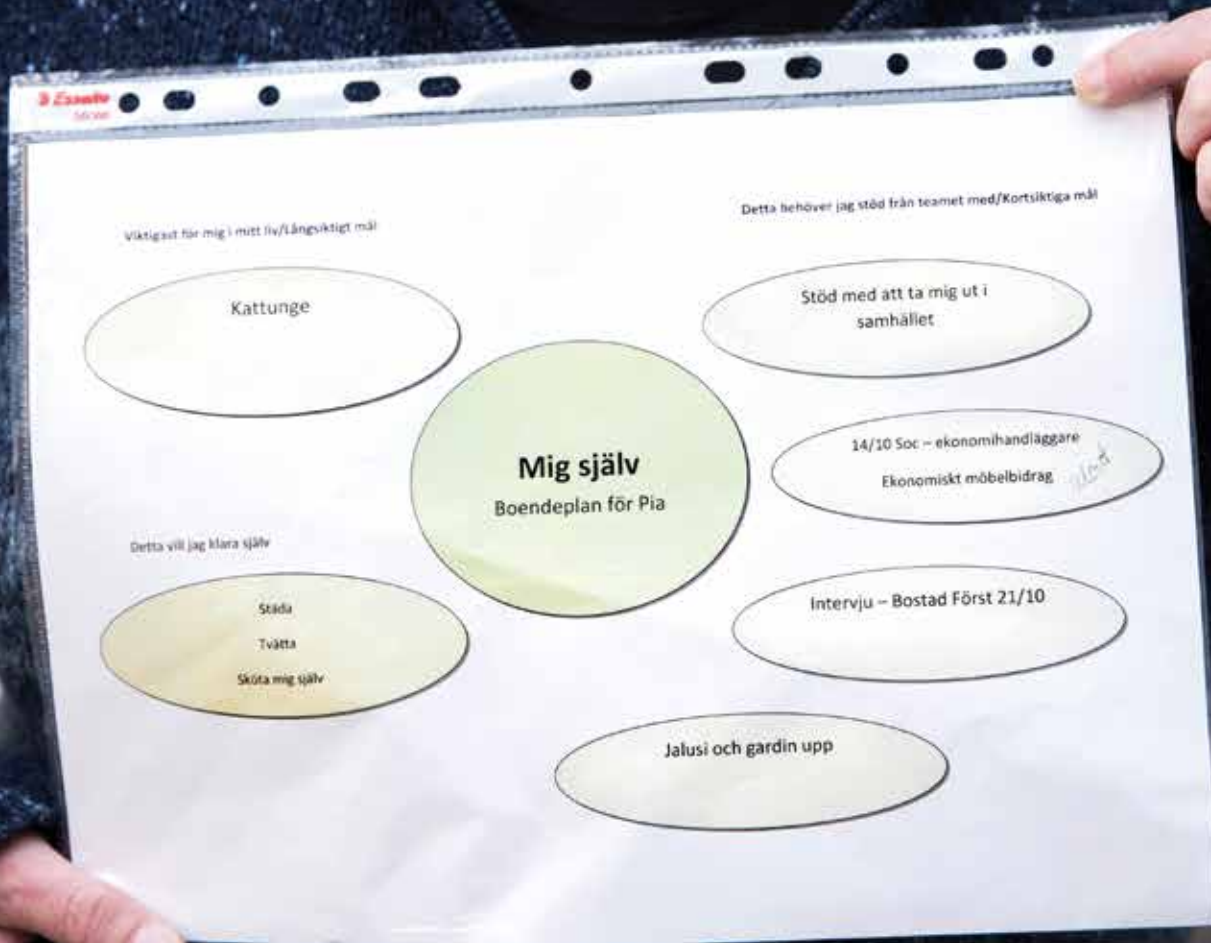 Esselte
Viktigast för mig i mitt liv/Långsiktigt mål
Kattunge
Detta behöver jag stöd från teamet med/Kortsiktiga mål
Stöd med att ta mig ut i
samhället
Mig själv
Boendeplan för Pia
14/10 Soc – ekonomihandläggare
Ekonomiskt möbelbidrag
Detta vill jag klara själv
Städa
Tvätta
Sköta mig själv
Intervju – Bostad Först 21/10
Jalusi och gardin upp